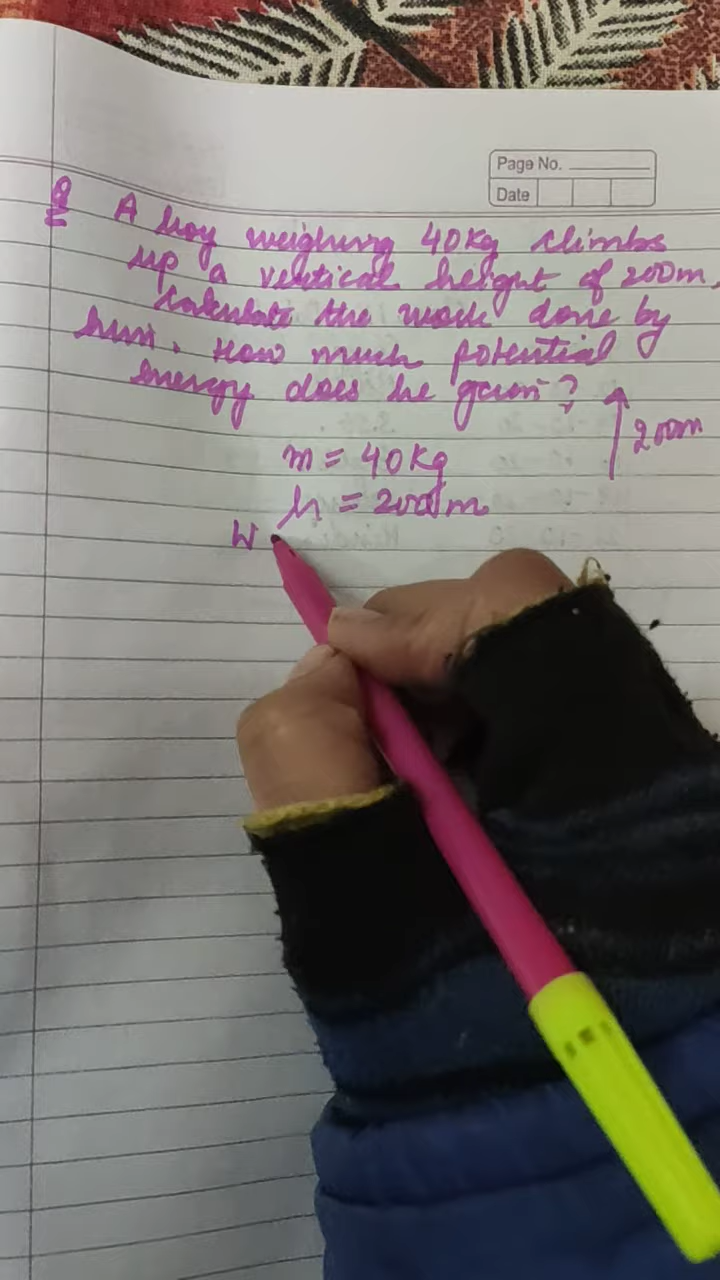 Page No.
Date
Q A boy weighing 40Kg climbs
up a vertical height of 200m.
Calculate the work done by
him. How much potential
energy does he gain?
200m
m = 40Kg
h = 200m
W